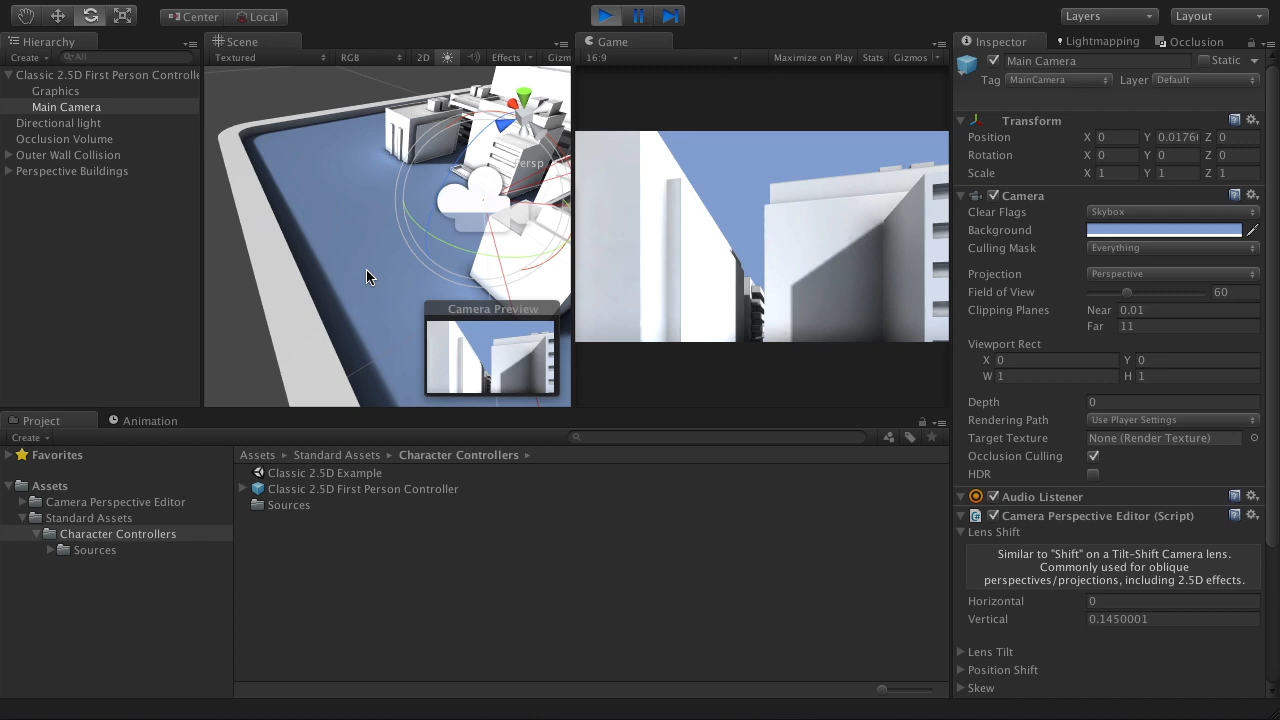 Center Local Layers Layout
Hierarchy Scene Game Inspector Lightmapping Occlusion
Create All Textured RGB 2D Effects Gizm 16:9 Maximize on Play Stats Gizmos
Main Camera Static
Tag MainCamera Layer Default
Classic 2.5D First Person Controlle
Graphics
Main Camera
Directional light
Occlusion Volume
Outer Wall Collision
Perspective Buildings
Persp
Camera Preview
Transform
Position X 0 Y 0.0176 Z 0
Rotation X 0 Y 0 Z 0
Scale X 1 Y 1 Z 1
Camera
Clear Flags Skybox
Background
Culling Mask Everything
Projection Perspective
Field of View 60
Clipping Planes Near 0.01
Far 11
Viewport Rect
X 0 Y 0
W 1 H 1
Depth 0
Rendering Path Use Player Settings
Target Texture None (Render Texture)
Occlusion Culling
HDR
Audio Listener
Camera Perspective Editor (Script)
Lens Shift
Similar to "Shift" on a Tilt-Shift Camera lens.
Commonly used for oblique
perspectives/projections, including 2.5D effects.
Horizontal 0
Vertical 0.1450001
Lens Tilt
Position Shift
Skew
Project Animation
Create
Favorites
Assets
Camera Perspective Editor
Standard Assets
Character Controllers
Sources
Assets Standard Assets Character Controllers
Classic 2.5D Example
Classic 2.5D First Person Controller
Sources